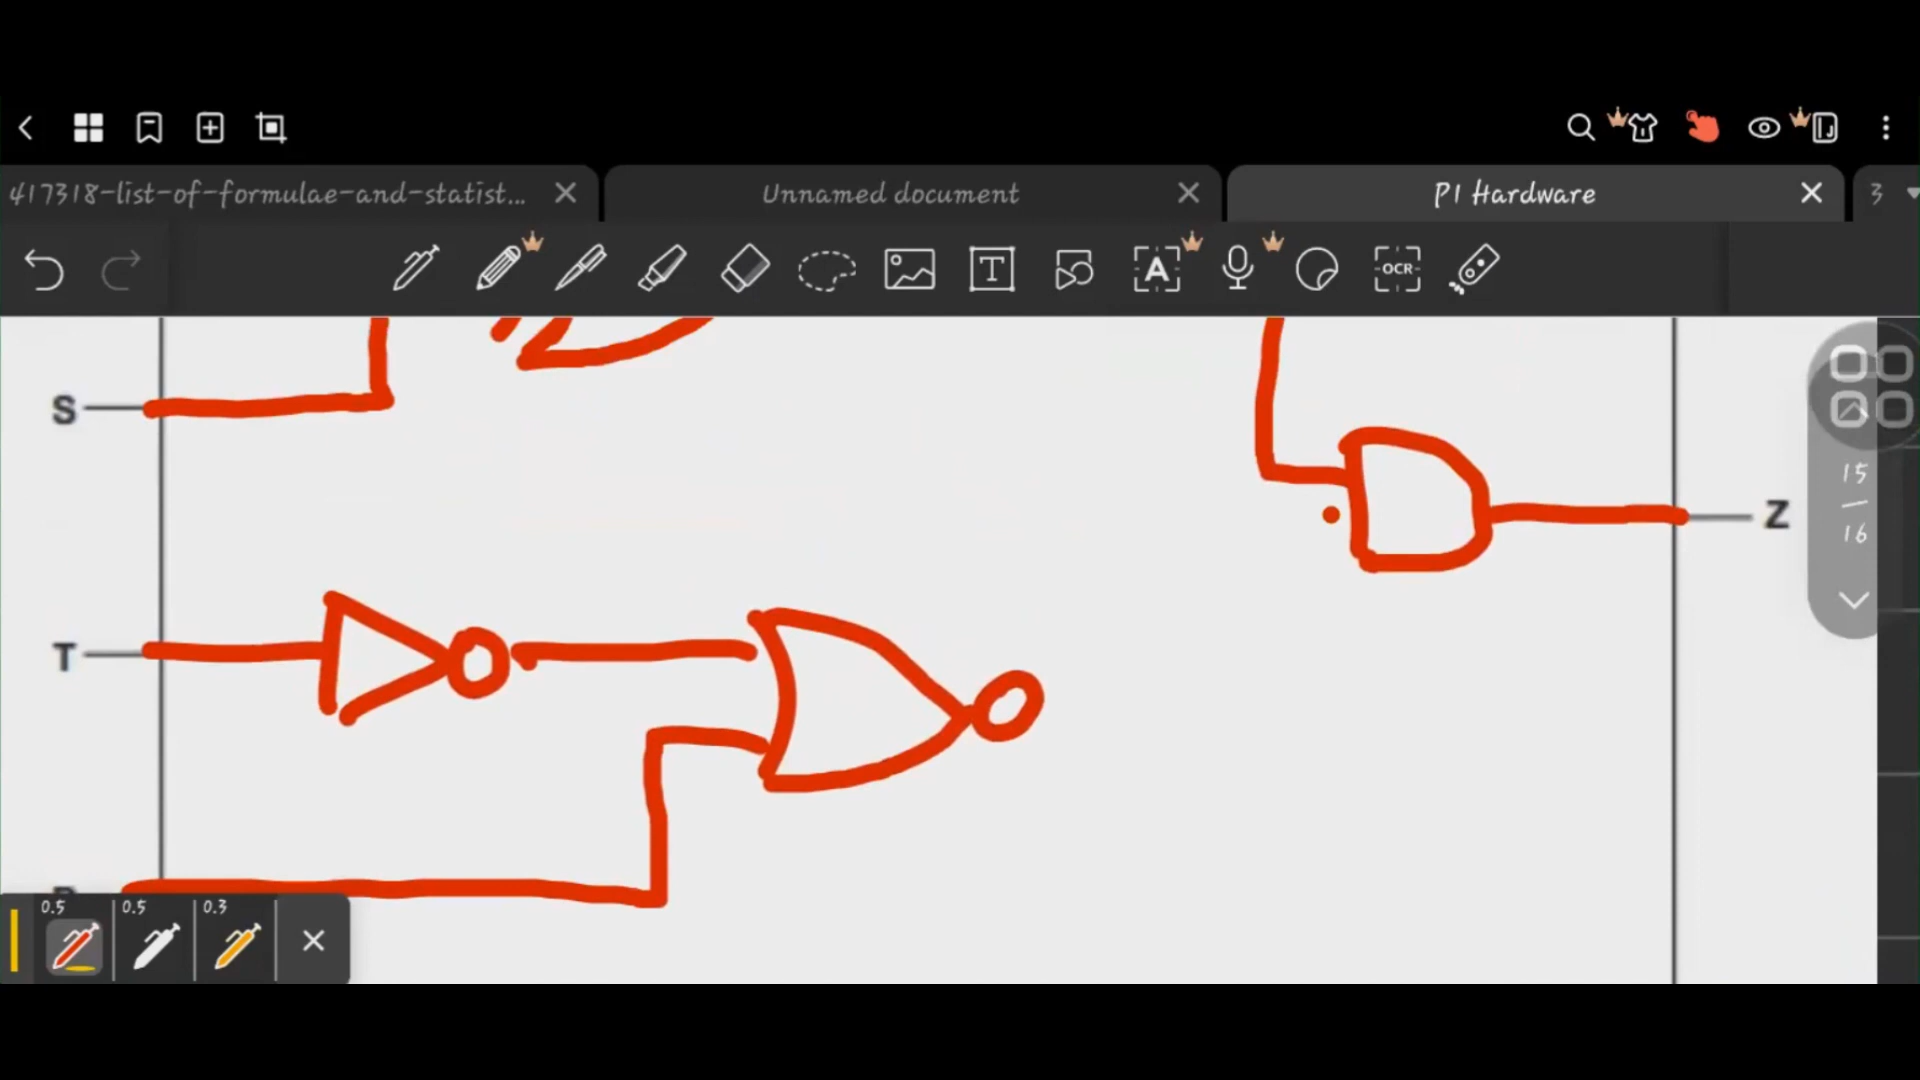 417318-list-of-formulae-and-statist...
Unnamed document
P1 Hardware
3
T
A
OCR
S
15
16
Z
T
0.5
0.5
0.3